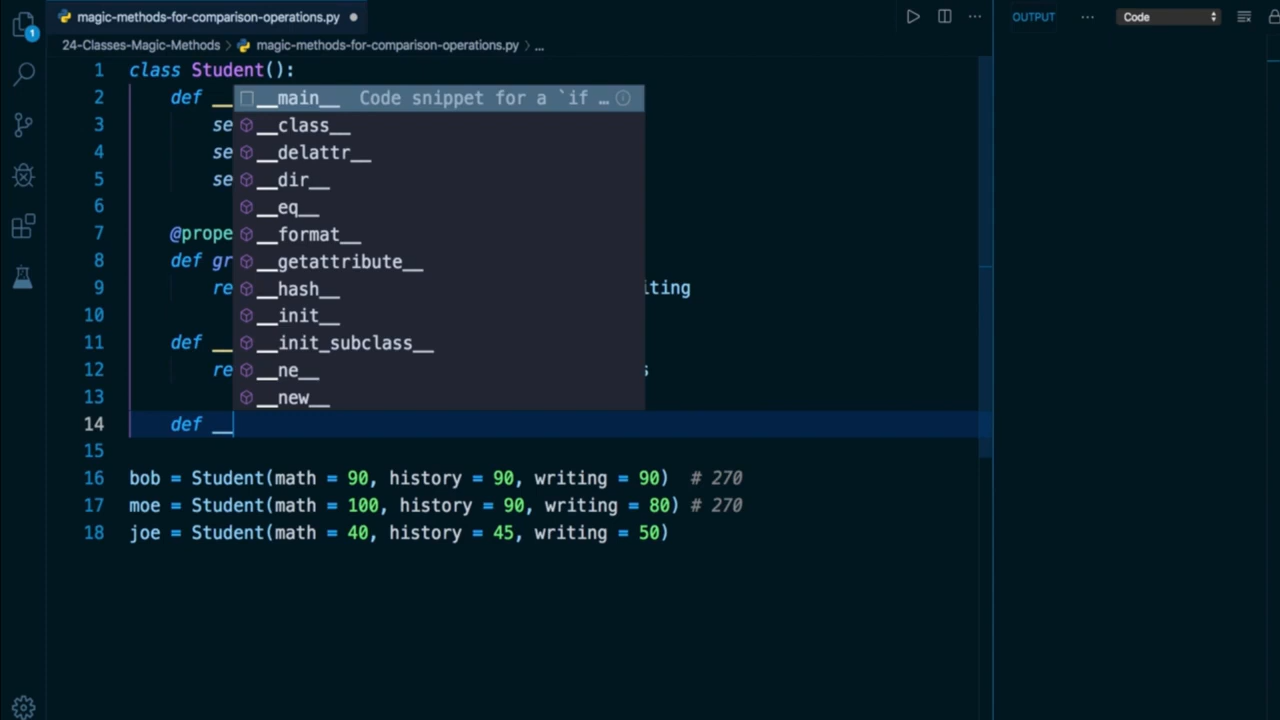 magic-methods-for-comparison-operations.py
OUTPUT ... Code
24-Classes-Magic-Methods > magic-methods-for-comparison-operations.py > ...
1
1 class Student():
2 def __
__main__ Code snippet for a `if …
3 se
__class__
4 se
__delattr__
5 se
__dir__
6
__eq__
7 @prope
__format__
8 def gr
__getattribute__
9 re
__hash__
iting
10
__init__
11 def __
__init_subclass__
12 re
__ne__
s
13
__new__
14 def __
15
16 bob = Student(math = 90, history = 90, writing = 90) # 270
17 moe = Student(math = 100, history = 90, writing = 80) # 270
18 joe = Student(math = 40, history = 45, writing = 50)